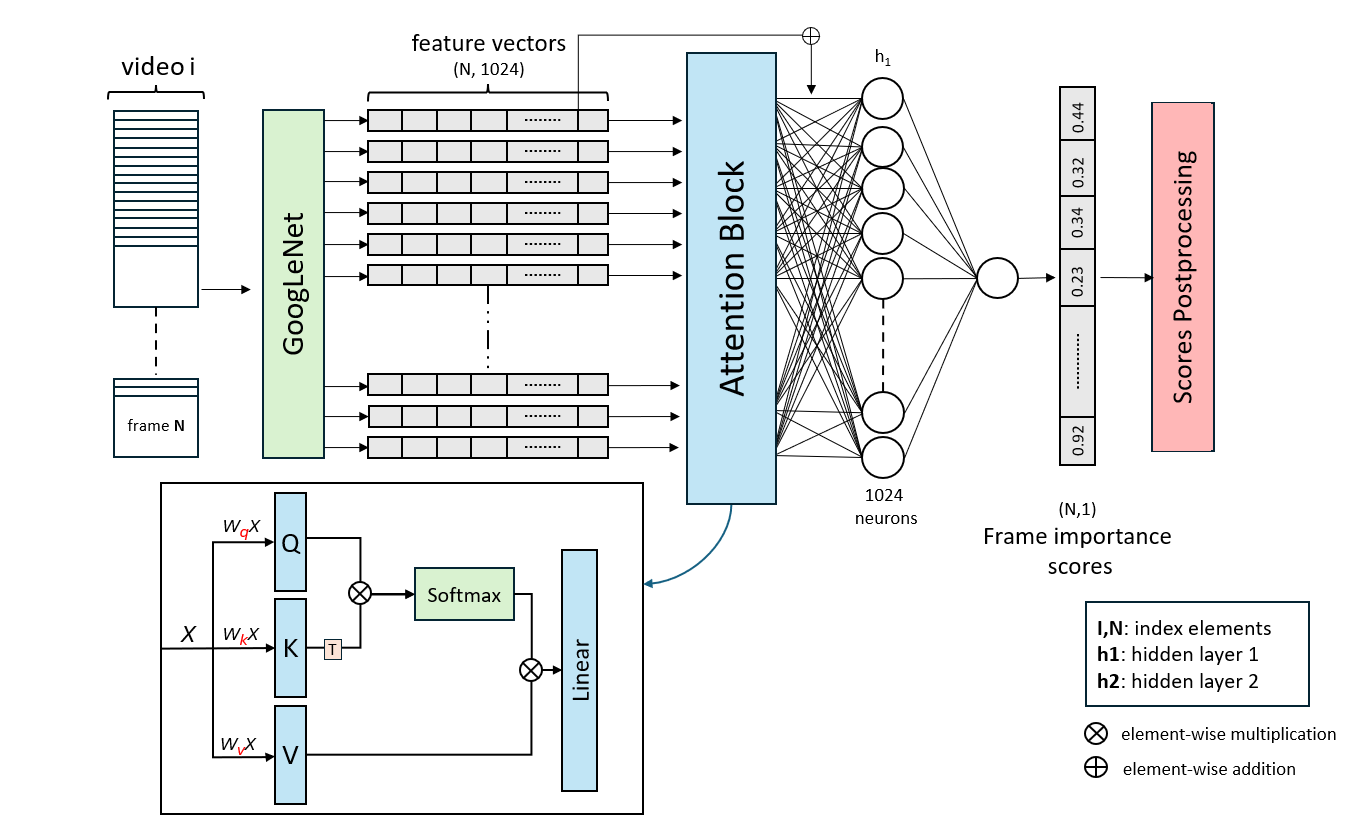 video i
feature vectors
(N, 1024)
h1
frame N
GoogLeNet
........
........
........
........
........
........
........
........
........
Attention Block
1024
neurons
0.44
0.32
0.34
0.23
..........
0.92
(N,1)
Frame importance
scores
Scores Postprocessing
X
WqX
WkX
WvX
Q
K
V
T
Softmax
Linear
I,N: index elements
h1: hidden layer 1
h2: hidden layer 2
element-wise multiplication
element-wise addition